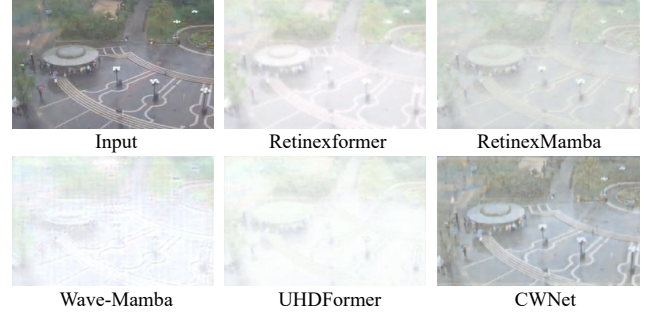 Input
Retinexformer
RetinexMamba
Wave-Mamba
UHDFormer
CWNet